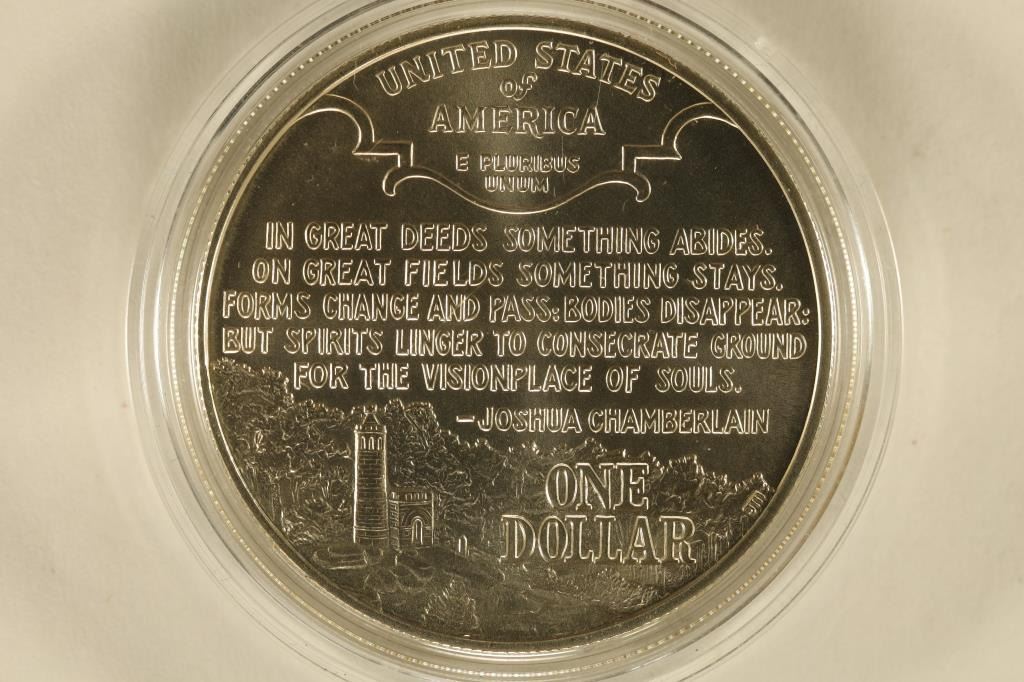 UNITED STATES
of
AMERICA
E PLURIBUS
UNUM
IN GREAT DEEDS SOMETHING ABIDES.
ON GREAT FIELDS SOMETHING STAYS.
FORMS CHANGE AND PASS: BODIES DISAPPEAR:
BUT SPIRITS LINGER TO CONSECRATE GROUND
FOR THE VISIONPLACE OF SOULS.
-JOSHUA CHAMBERLAIN
ONE
DOLLAR